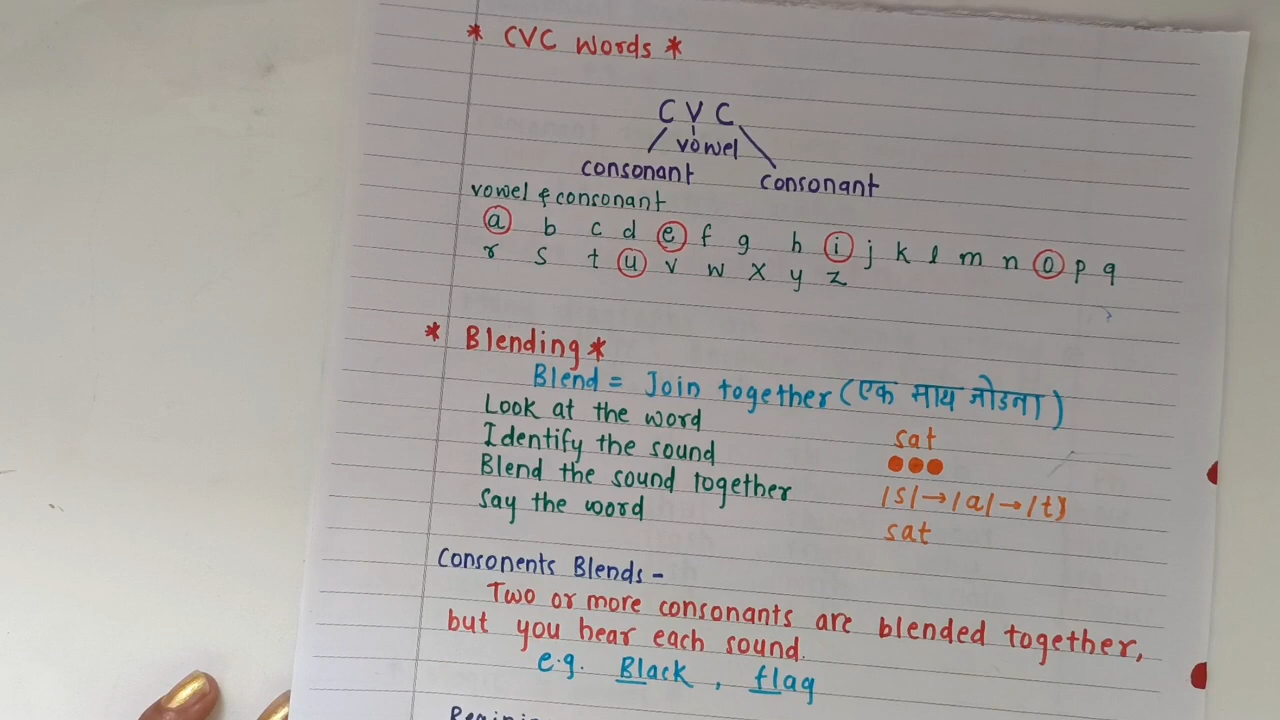 * CVC Words *
C V C
vowel
consonant consonant
vowel & consonant
a b c d e f g h i j k l m n o p q
r s t u v w x y z
* Blending *
Blend = Join together (एक साथ जोडना)
Look at the word
sat
Identify the sound
Blend the sound together
/s/→/a/→/t/
Say the word
sat
Consonents Blends -
Two or more consonants are blended together,
but you hear each sound.
e.g. Black, flag